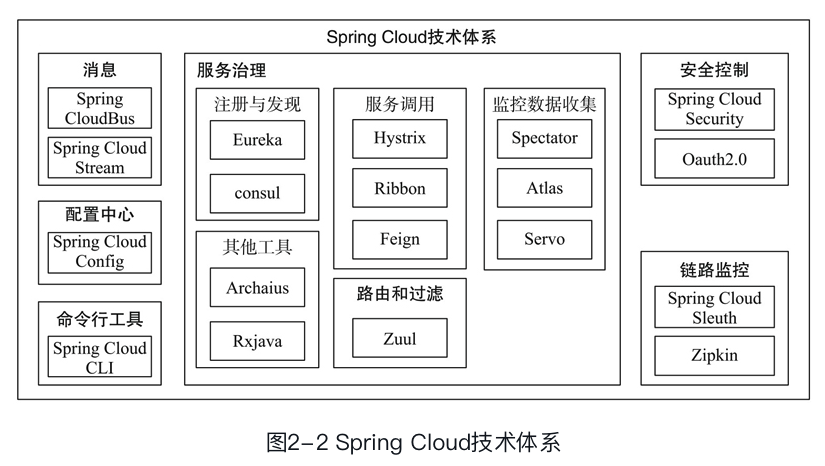 Spring Cloud技术体系
消息
Spring
CloudBus
Spring Cloud
Stream
配置中心
Spring Cloud
Config
命令行工具
Spring Cloud
CLI
服务治理
注册与发现
Eureka
consul
其他工具
Archaius
Rxjava
服务调用
Hystrix
Ribbon
Feign
路由和过滤
Zuul
监控数据收集
Spectator
Atlas
Servo
安全控制
Spring Cloud
Security
Oauth2.0
链路监控
Spring Cloud
Sleuth
Zipkin
图2-2 Spring Cloud技术体系